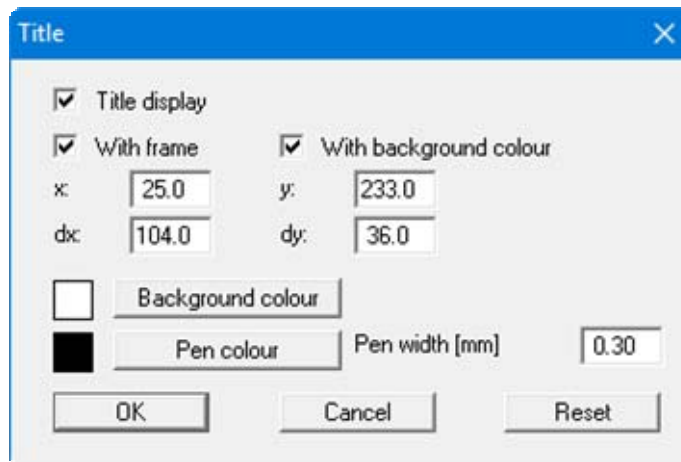 Title
Title display
With frame With background colour
x: 25.0 y: 233.0
dx: 104.0 dy: 36.0
Background colour
Pen colour Pen width [mm] 0.30
OK Cancel Reset